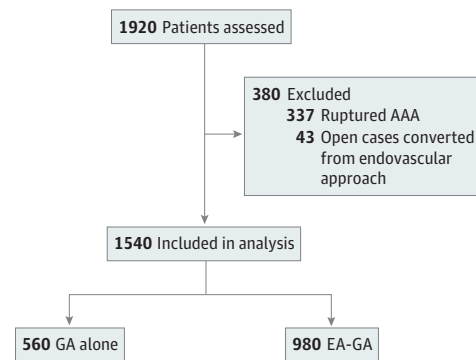 1920 Patients assessed
380 Excluded
337 Ruptured AAA
43 Open cases converted
from endovascular
approach
1540 Included in analysis
560 GA alone
980 EA-GA